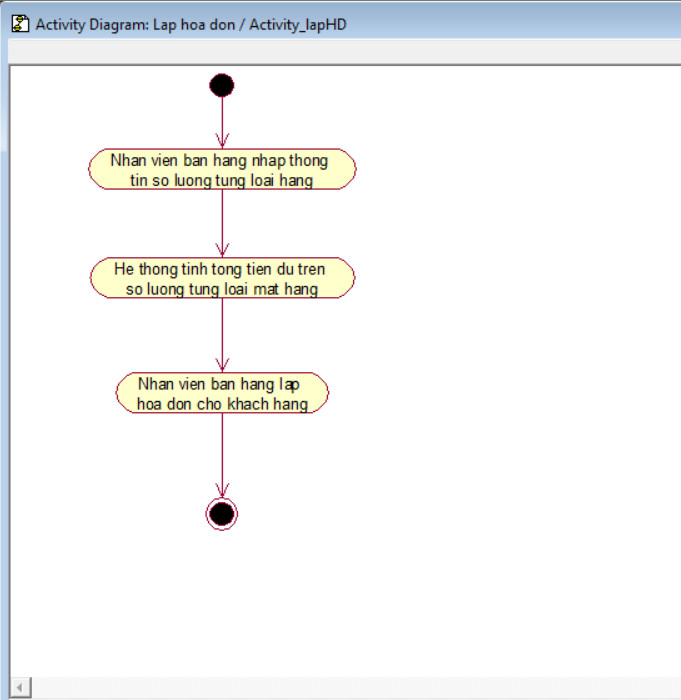 Activity Diagram: Lap hoa don / Activity_lapHD
Nhan vien ban hang nhap thong
tin so luong tung loai hang
He thong tinh tong tien du tren
so luong tung loai mat hang
Nhan vien ban hang lap
hoa don cho khach hang